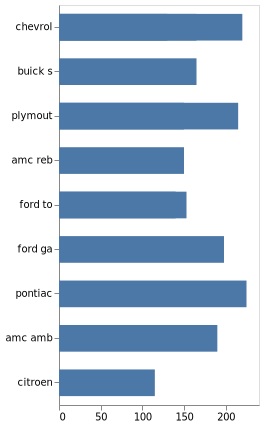 chevrol
buick s
plymout
amc reb
ford to
ford ga
pontiac
amc amb
citroen
0 50 100 150 200